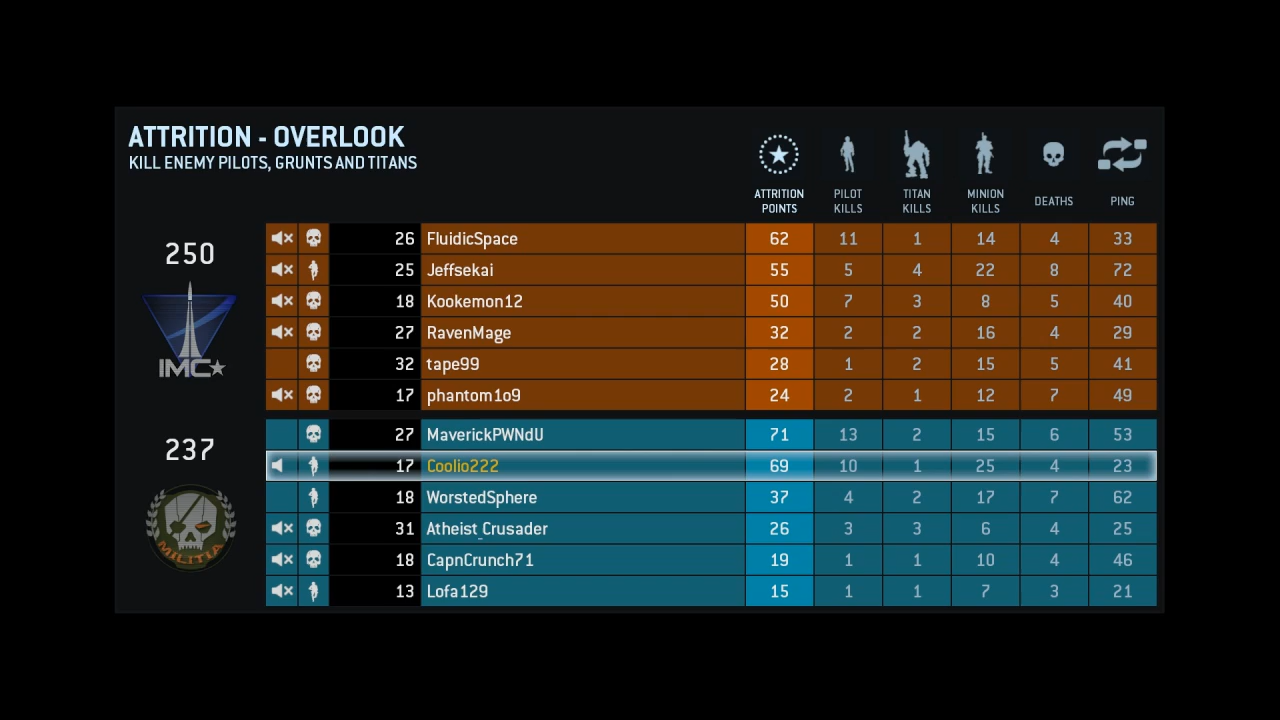 ATTRITION - OVERLOOK
KILL ENEMY PILOTS, GRUNTS AND TITANS
ATTRITION POINTS PILOT KILLS TITAN KILLS MINION KILLS DEATHS PING
250
IMC
26 FluidicSpace 62 11 1 14 4 33
25 Jeffsekai 55 5 4 22 8 72
18 Kookemon12 50 7 3 8 5 40
27 RavenMage 32 2 2 16 4 29
32 tape99 28 1 2 15 5 41
17 phantom1o9 24 2 1 12 7 49
237
MILITIA
27 MaverickPWNdU 71 13 2 15 6 53
17 Coolio222 69 10 1 25 4 23
18 WorstedSphere 37 4 2 17 7 62
31 Atheist_Crusader 26 3 3 6 4 25
18 CapnCrunch71 19 1 1 10 4 46
13 Lofa129 15 1 1 7 3 21